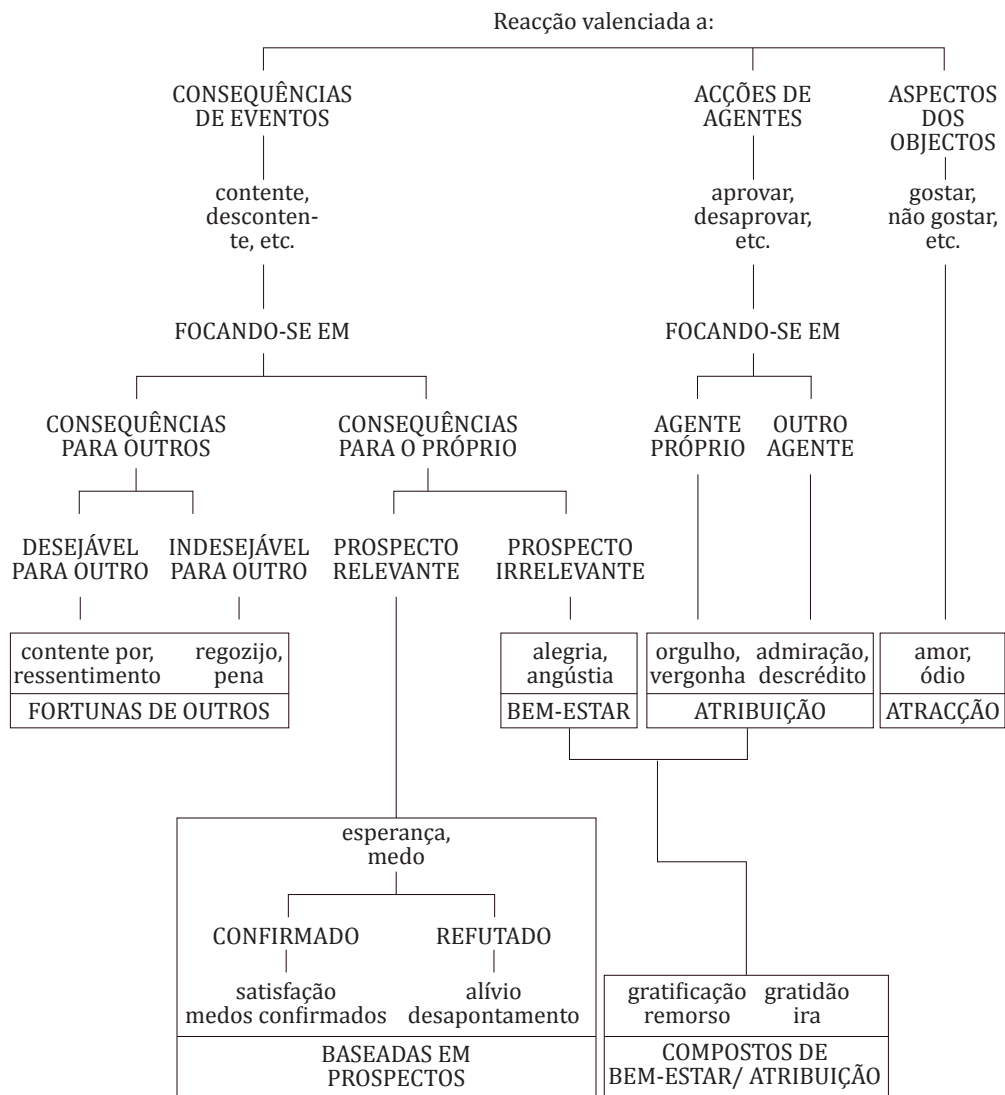 Reacção valenciada a:
CONSEQUÊNCIAS
DE EVENTOS
ACÇÕES DE
AGENTES
ASPECTOS
DOS
OBJECTOS
contente,
desconten-
te, etc.
aprovar,
desaprovar,
etc.
gostar,
não gostar,
etc.
FOCANDO-SE EM
FOCANDO-SE EM
CONSEQUÊNCIAS
PARA OUTROS
CONSEQUÊNCIAS
PARA O PRÓPRIO
AGENTE
PRÓPRIO
OUTRO
AGENTE
DESEJÁVEL
PARA OUTRO
INDESEJÁVEL
PARA OUTRO
PROSPECTO
RELEVANTE
PROSPECTO
IRRELEVANTE
contente por,
ressentimento
regozijo,
pena
FORTUNAS DE OUTROS
alegria,
angústia
BEM-ESTAR
orgulho,
vergonha
admiração,
descrédito
ATRIBUIÇÃO
amor,
ódio
ATRACÇÃO
esperança,
medo
CONFIRMADO
REFUTADO
satisfação
medos confirmados
alívio
desapontamento
BASEADAS EM
PROSPECTOS
gratificação
remorso
gratidão
ira
COMPOSTOS DE
BEM-ESTAR/ ATRIBUIÇÃO